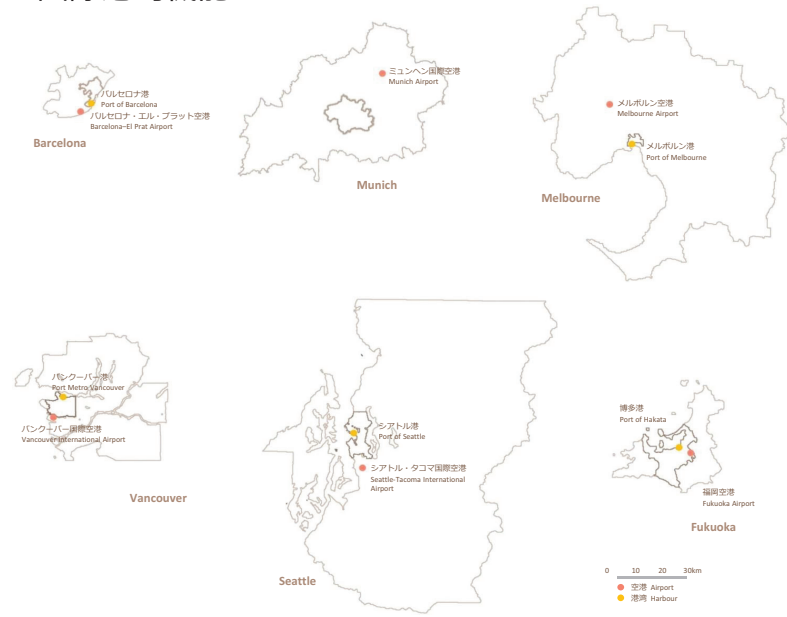 バルセロナ港
Port of Barcelona
バルセロナ・エル・プラット空港
Barcelona–El Prat Airport
Barcelona
ミュンヘン国際空港
Munich Airport
Munich
メルボルン空港
Melbourne Airport
メルボルン港
Port of Melbourne
Melbourne
バンクーバー港
Port Metro Vancouver
バンクーバー国際空港
Vancouver International Airport
Vancouver
シアトル港
Port of Seattle
シアトル・タコマ国際空港
Seattle-Tacoma International
Airport
Seattle
博多港
Port of Hakata
福岡空港
Fukuoka Airport
Fukuoka
0 10 20 30km
空港 Airport
港湾 Harbour